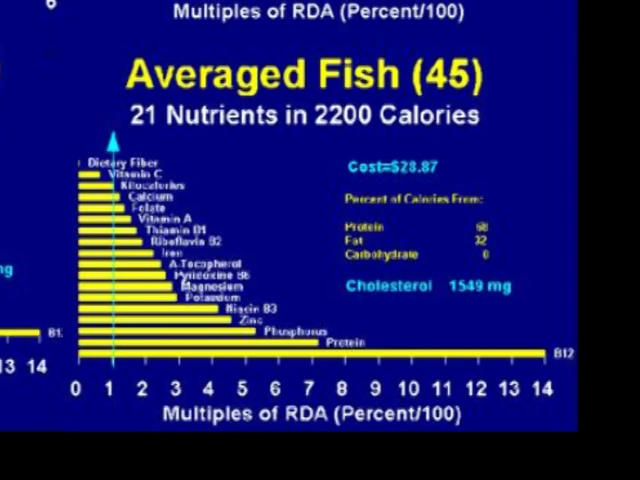 6
Multiples of RDA (Percent/100)
Averaged Fish (45)
21 Nutrients in 2200 Calories
Dietary Fiber
Vitamin C
Kilocalories
Calcium
Folate
Vitamin A
Thiamin B1
Riboflavin B2
Iron
A-Tocopherol
Pyridoxine B6
Magnesium
Potassium
Niacin B3
Zinc
Phosphorus
Protein
B12
Cost=$28.87
Percent of Calories From:
Protein 68
Fat 32
Carbohydrate 0
Cholesterol 1549 mg
mg
B1
13 14
0 1 2 3 4 5 6 7 8 9 10 11 12 13 14
Multiples of RDA (Percent/100)